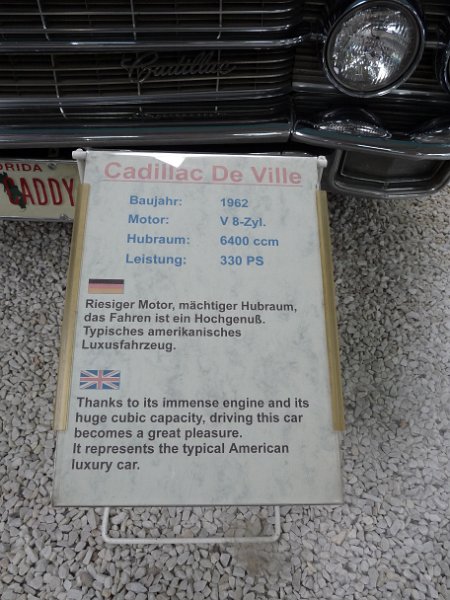 Cadillac
ORIDA
CADDY
Cadillac De Ville
Baujahr: 1962
Motor: V 8-Zyl.
Hubraum: 6400 ccm
Leistung: 330 PS
Riesiger Motor, mächtiger Hubraum,
das Fahren ist ein Hochgenuß.
Typisches amerikanisches
Luxusfahrzeug.
Thanks to its immense engine and its
huge cubic capacity, driving this car
becomes a great pleasure.
It represents the typical American
luxury car.